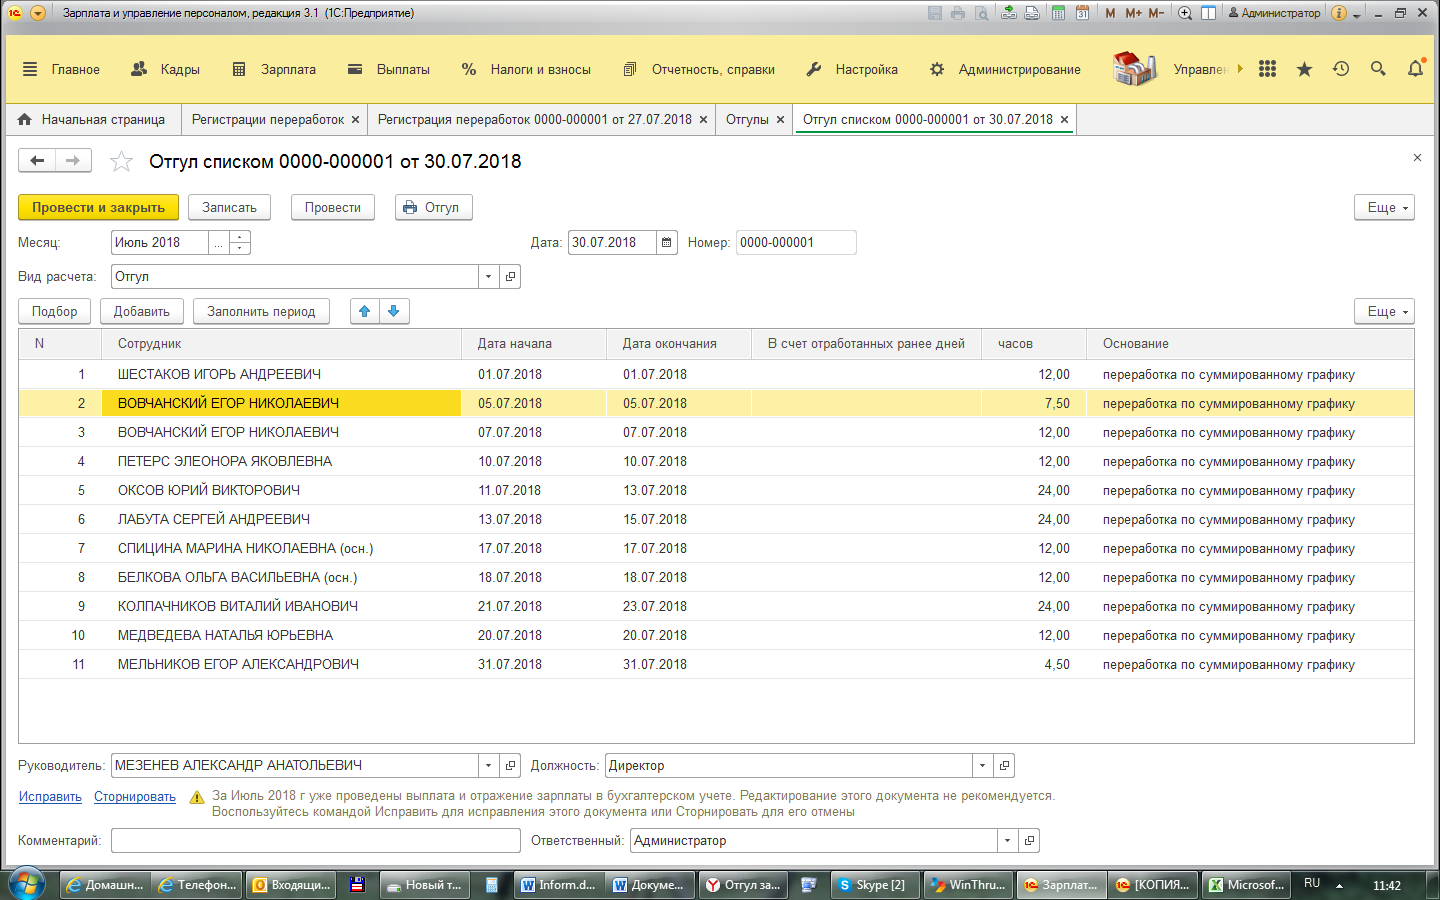 Зарплата и управление персоналом, редакция 3.1 (1С:Предприятие)
M M+ M- Администратор
Главное Кадры Зарплата Выплаты Налоги и взносы Отчетность, справки Настройка Администрирование Управлен
Начальная страница Регистрации переработок × Регистрация переработок 0000-000001 от 27.07.2018 × Отгулы × Отгул списком 0000-000001 от 30.07.2018 ×
Отгул списком 0000-000001 от 30.07.2018
Провести и закрыть Записать Провести Отгул Еще
Месяц: Июль 2018 ... Дата: 30.07.2018 Номер: 0000-000001
Вид расчета: Отгул
Подбор Добавить Заполнить период Еще
N Сотрудник Дата начала Дата окончания В счет отработанных ранее дней часов Основание
1 ШЕСТАКОВ ИГОРЬ АНДРЕЕВИЧ 01.07.2018 01.07.2018 12,00 переработка по суммированному графику
2 ВОВЧАНСКИЙ ЕГОР НИКОЛАЕВИЧ 05.07.2018 05.07.2018 7,50 переработка по суммированному графику
3 ВОВЧАНСКИЙ ЕГОР НИКОЛАЕВИЧ 07.07.2018 07.07.2018 12,00 переработка по суммированному графику
4 ПЕТЕРС ЭЛЕОНОРА ЯКОВЛЕВНА 10.07.2018 10.07.2018 12,00 переработка по суммированному графику
5 ОКСОВ ЮРИЙ ВИКТОРОВИЧ 11.07.2018 13.07.2018 24,00 переработка по суммированному графику
6 ЛАБУТА СЕРГЕЙ АНДРЕЕВИЧ 13.07.2018 15.07.2018 24,00 переработка по суммированному графику
7 СПИЦИНА МАРИНА НИКОЛАЕВНА (осн.) 17.07.2018 17.07.2018 12,00 переработка по суммированному графику
8 БЕЛКОВА ОЛЬГА ВАСИЛЬЕВНА (осн.) 18.07.2018 18.07.2018 12,00 переработка по суммированному графику
9 КОЛПАЧНИКОВ ВИТАЛИЙ ИВАНОВИЧ 21.07.2018 23.07.2018 24,00 переработка по суммированному графику
10 МЕДВЕДЕВА НАТАЛЬЯ ЮРЬЕВНА 20.07.2018 20.07.2018 12,00 переработка по суммированному графику
11 МЕЛЬНИКОВ ЕГОР АЛЕКСАНДРОВИЧ 31.07.2018 31.07.2018 4,50 переработка по суммированному графику
Руководитель: МЕЗЕНЕВ АЛЕКСАНДР АНАТОЛЬЕВИЧ Должность: Директор
Исправить Сторнировать За Июль 2018 г уже проведены выплата и отражение зарплаты в бухгалтерском учете. Редактирование этого документа не рекомендуется.
Воспользуйтесь командой Исправить для исправления этого документа или Сторнировать для его отмены
Комментарий: Ответственный: Администратор
Домашн... Телефон... Входящи... Новый т... Inform.d... Докуме... Отгул за... Skype [2] WinThru... Зарплат... [КОПИЯ... Microsof... RU 11:42